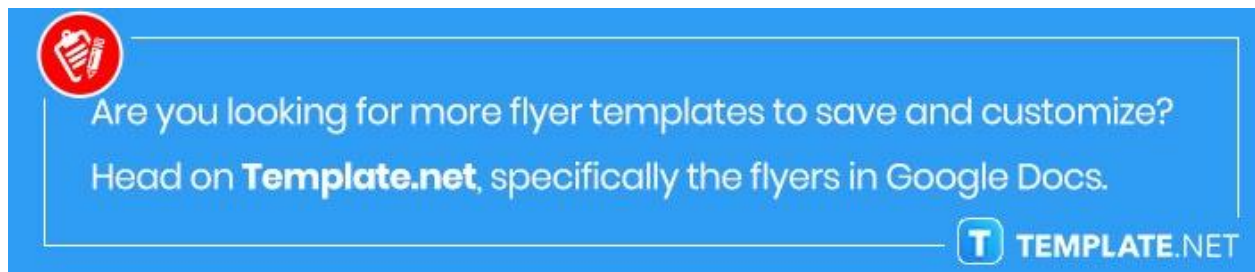 Are you looking for more flyer templates to save and customize?
Head on Template.net, specifically the flyers in Google Docs.
T TEMPLATE.NET